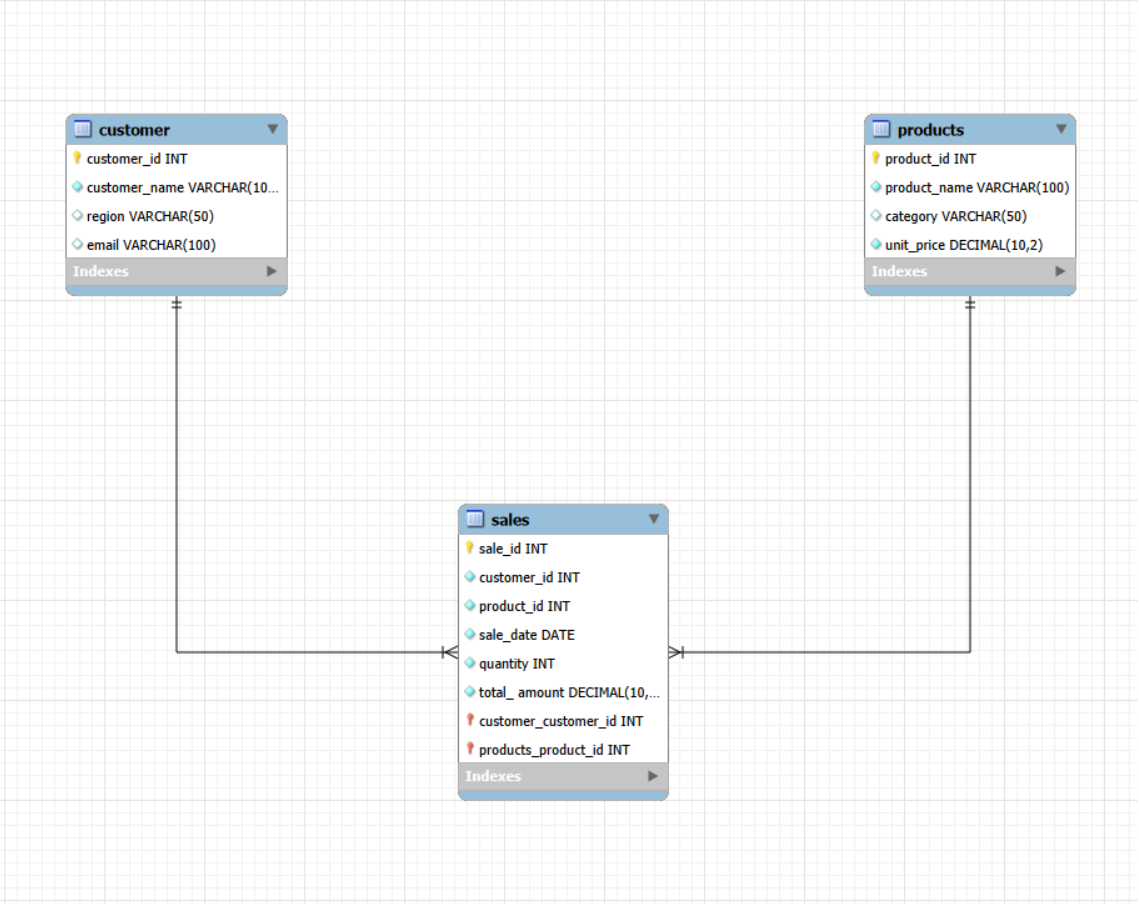 customer
customer_id INT
customer_name VARCHAR(10...
region VARCHAR(50)
email VARCHAR(100)
Indexes
products
product_id INT
product_name VARCHAR(100)
category VARCHAR(50)
unit_price DECIMAL(10,2)
Indexes
sales
sale_id INT
customer_id INT
product_id INT
sale_date DATE
quantity INT
total_ amount DECIMAL(10,...
customer_customer_id INT
products_product_id INT
Indexes